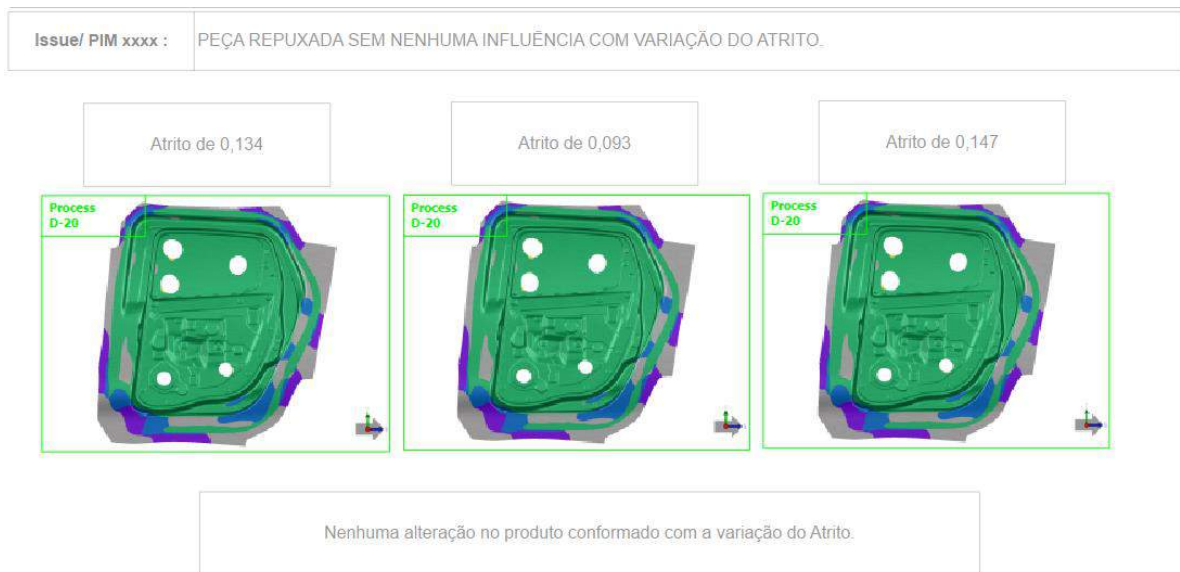 Issue/ PIM xxxx :
PEÇA REPUXADA SEM NENHUMA INFLUÊNCIA COM VARIAÇÃO DO ATRITO.
Atrito de 0,134
Atrito de 0,093
Atrito de 0,147
Process
D-20
Process
D-20
Process
D-20
Nenhuma alteração no produto conformado com a variação do Atrito.